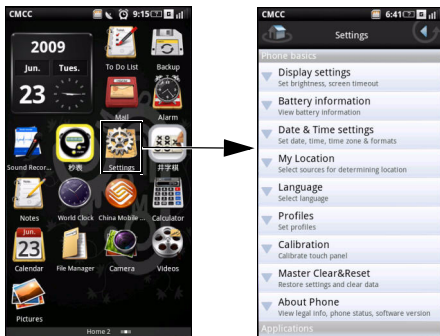 CMCC 9:15
2009
Jun. Tues.
23
To Do List Backup
Mail Alarm
Sound Recor... 秒表 Settings 井字棋
Notes World Clock China Mobile ... Calculator
Jun.
23
Calendar File Manager Camera Videos
Pictures
Home 2
CMCC 6:41
Settings
Phone basics
Display settings
Set brightness, screen timeout
Battery information
View battery information
Date & Time settings
Set date, time, time zone & formats
My Location
Select sources for determining location
Language
Select language
Profiles
Set profiles
Calibration
Calibrate touch panel
Master Clear&Reset
Restore settings and clear data
About Phone
View legal info, phone status, software version
Applications